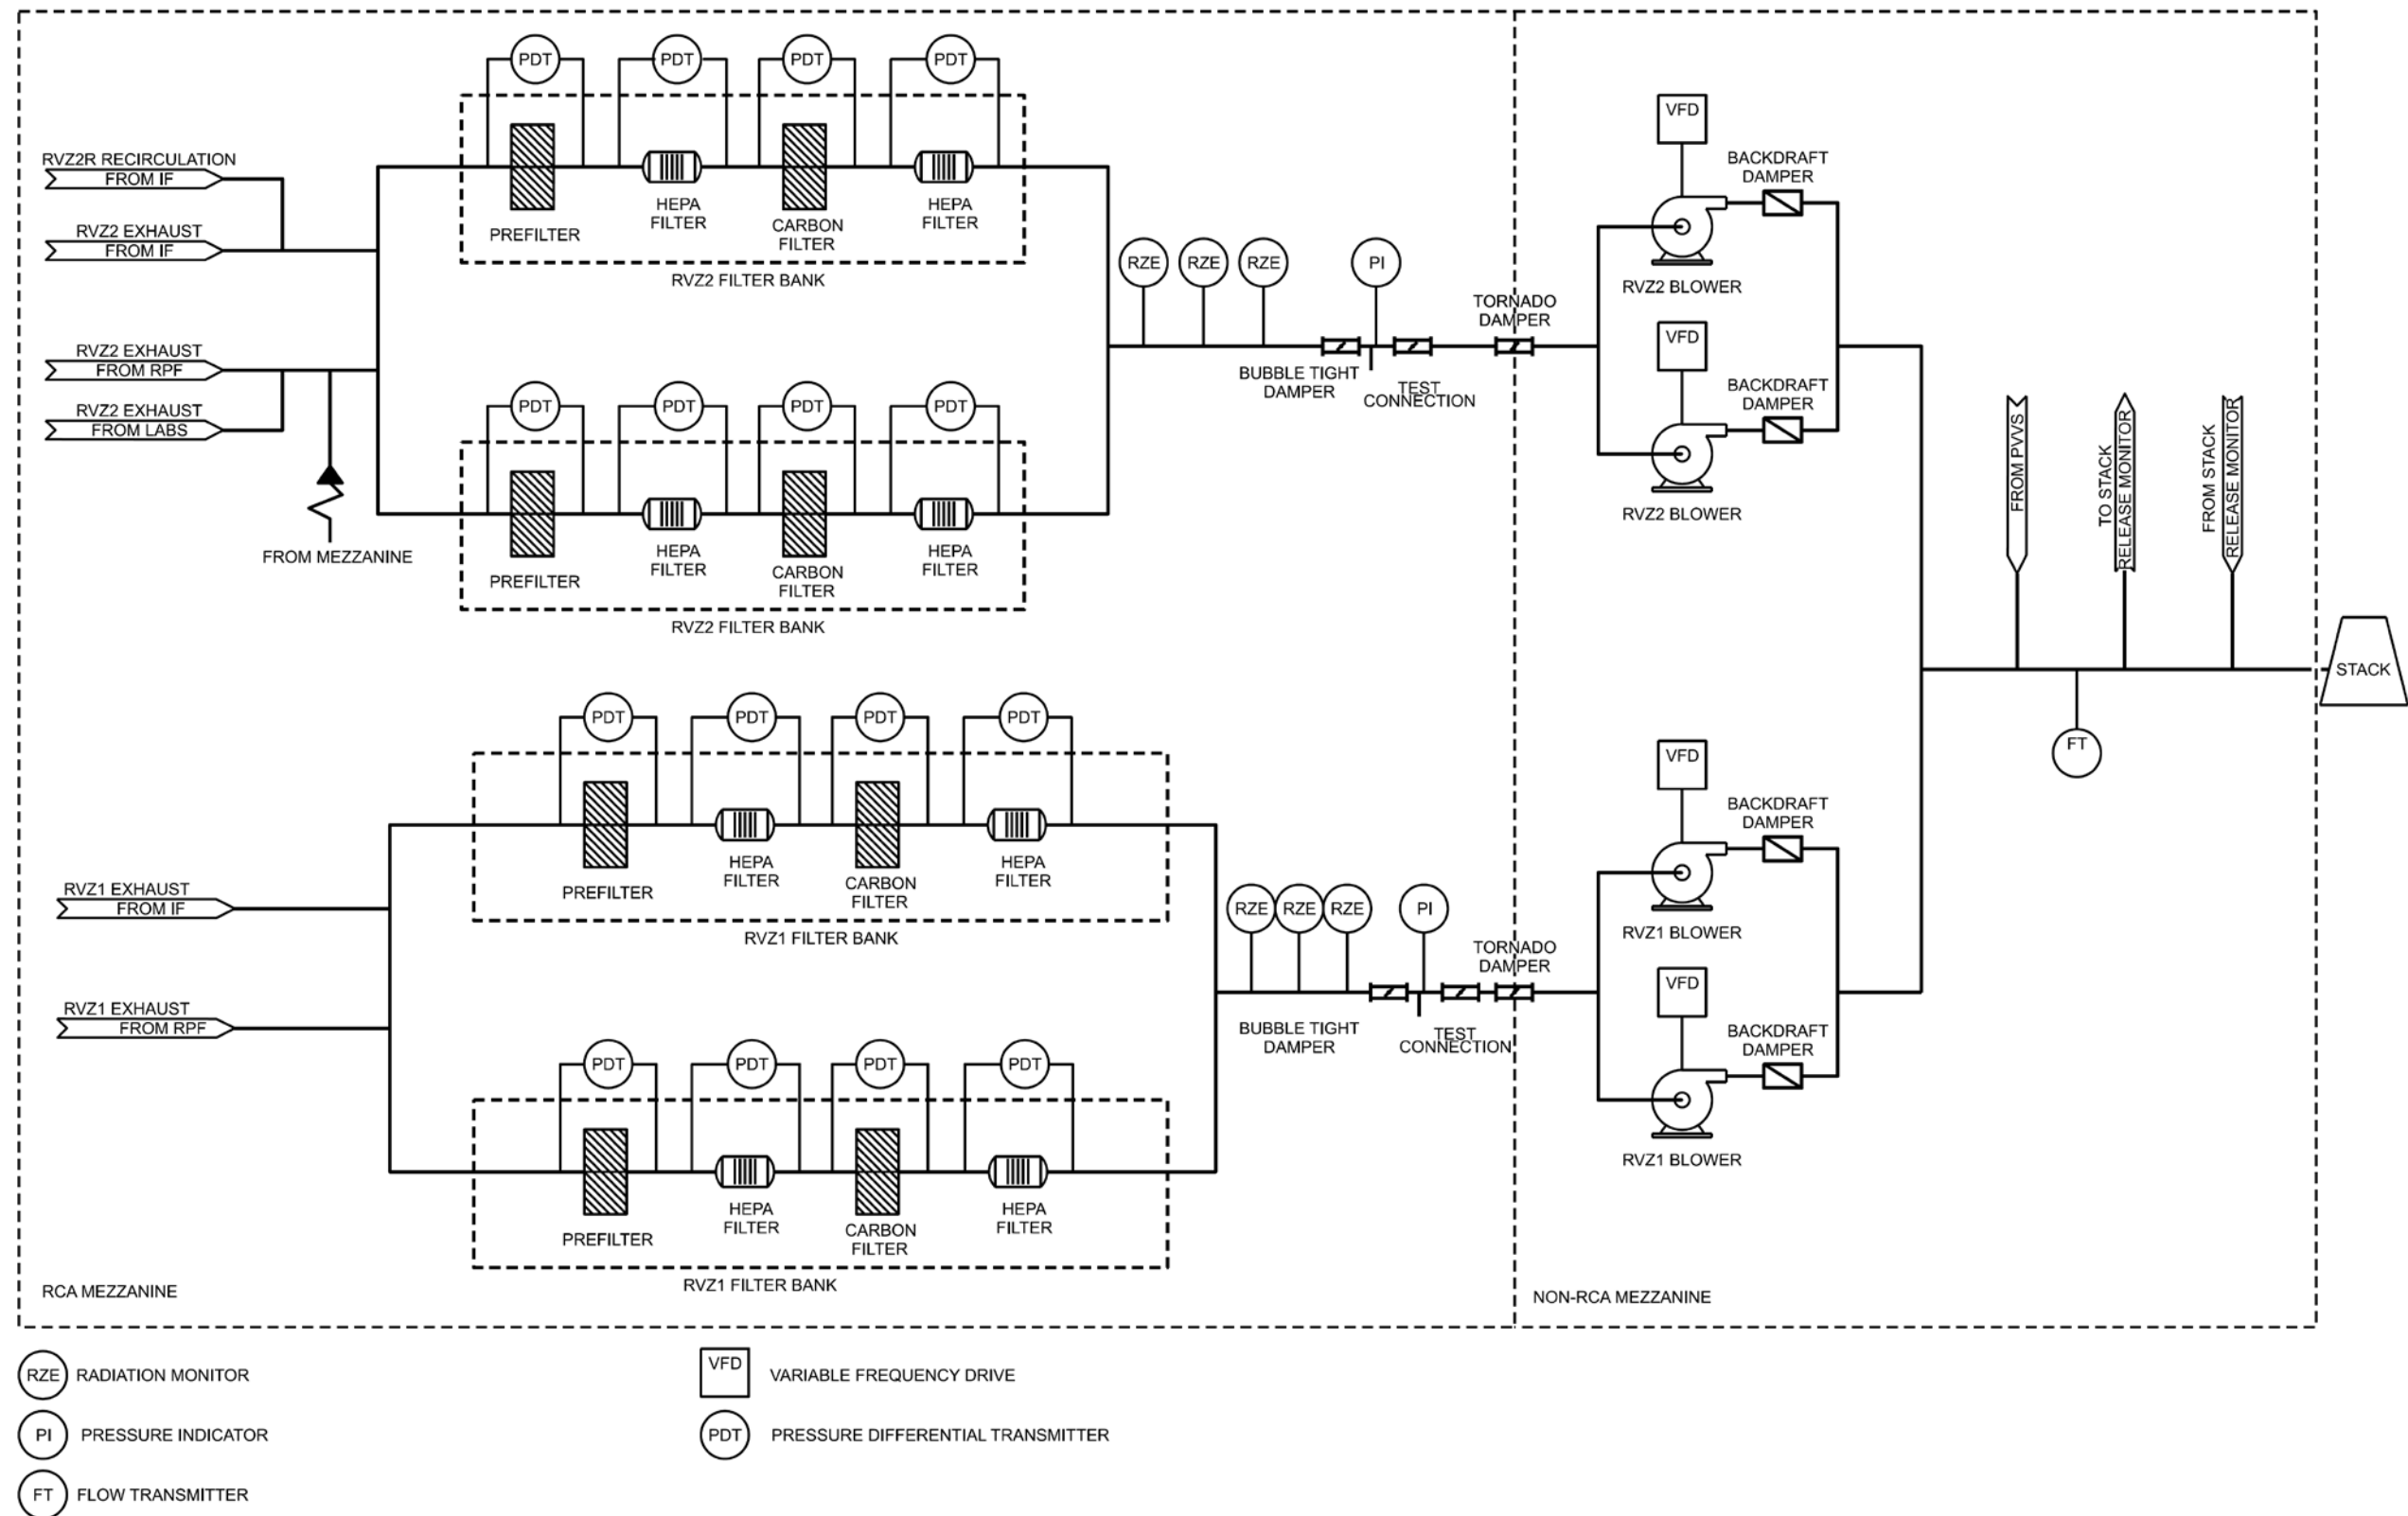 PDT
PDT
PDT
PDT
PREFILTER
HEPA
FILTER
CARBON
FILTER
HEPA
FILTER
RVZ2 FILTER BANK
RVZ2R RECIRCULATION
FROM IF
RVZ2 EXHAUST
FROM IF
RVZ2 EXHAUST
FROM RPF
RVZ2 EXHAUST
FROM LABS
FROM MEZZANINE
PDT
PDT
PDT
PDT
PREFILTER
HEPA
FILTER
CARBON
FILTER
HEPA
FILTER
RVZ2 FILTER BANK
RZE
RZE
RZE
PI
BUBBLE TIGHT
DAMPER
TEST
CONNECTION
TORNADO
DAMPER
VFD
BACKDRAFT
DAMPER
RVZ2 BLOWER
VFD
BACKDRAFT
DAMPER
RVZ2 BLOWER
FROM PVVS
TO STACK
RELEASE MONITOR
FROM STACK
RELEASE MONITOR
STACK
FT
PDT
PDT
PDT
PDT
PREFILTER
HEPA
FILTER
CARBON
FILTER
HEPA
FILTER
RVZ1 FILTER BANK
RVZ1 EXHAUST
FROM IF
RVZ1 EXHAUST
FROM RPF
PDT
PDT
PDT
PDT
PREFILTER
HEPA
FILTER
CARBON
FILTER
HEPA
FILTER
RVZ1 FILTER BANK
RZE
RZE
RZE
PI
BUBBLE TIGHT
DAMPER
TEST
CONNECTION
TORNADO
DAMPER
VFD
BACKDRAFT
DAMPER
RVZ1 BLOWER
VFD
BACKDRAFT
DAMPER
RVZ1 BLOWER
RCA MEZZANINE
NON-RCA MEZZANINE
RZE RADIATION MONITOR
PI PRESSURE INDICATOR
FT FLOW TRANSMITTER
VFD VARIABLE FREQUENCY DRIVE
PDT PRESSURE DIFFERENTIAL TRANSMITTER